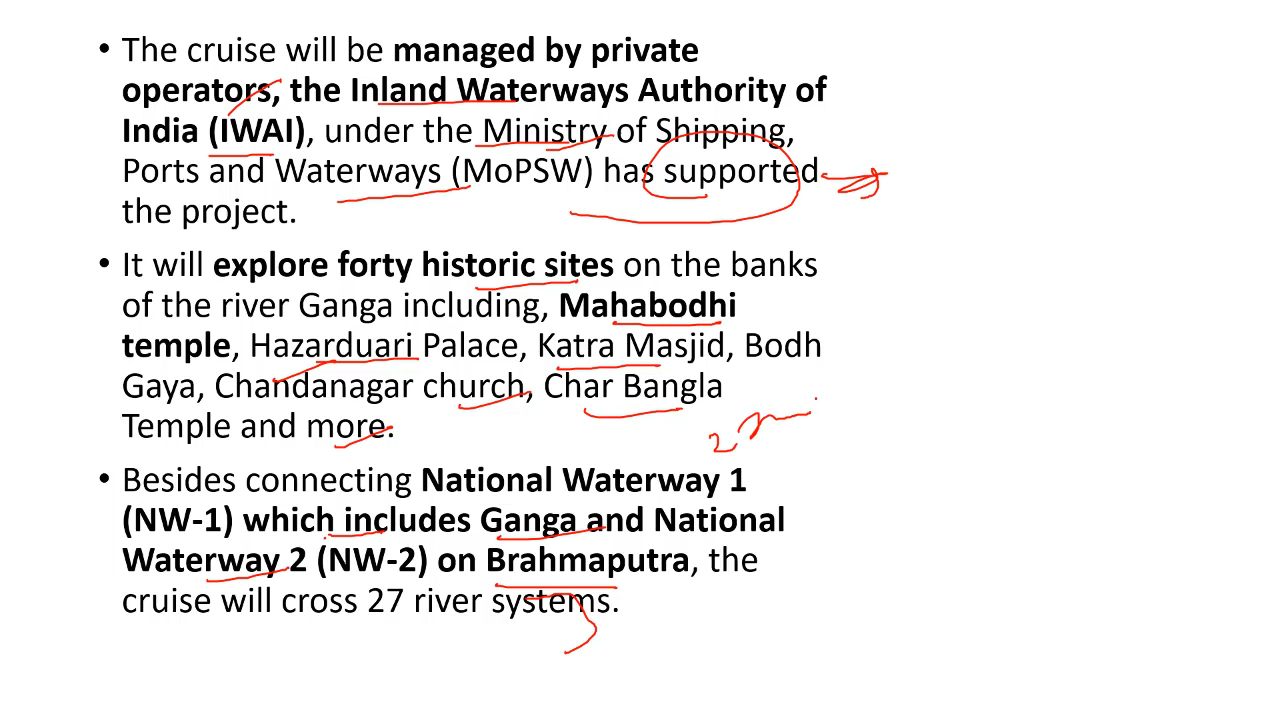 • The cruise will be managed by private
operators, the Inland Waterways Authority of
India (IWAI), under the Ministry of Shipping,
Ports and Waterways (MoPSW) has supported
the project.
• It will explore forty historic sites on the banks
of the river Ganga including, Mahabodhi
temple, Hazarduari Palace, Katra Masjid, Bodh
Gaya, Chandanagar church, Char Bangla
Temple and more.
2
• Besides connecting National Waterway 1
(NW-1) which includes Ganga and National
Waterway 2 (NW-2) on Brahmaputra, the
cruise will cross 27 river systems.